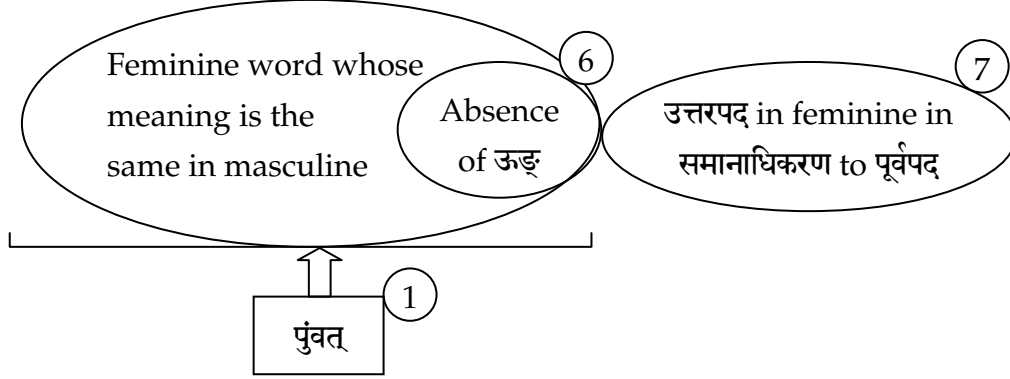 Feminine word whose
meaning is the
same in masculine
6
Absence
of ऊङ्
7
उत्तरपद in feminine in
समानाधिकरण to पूर्वपद
1
पुंवत्